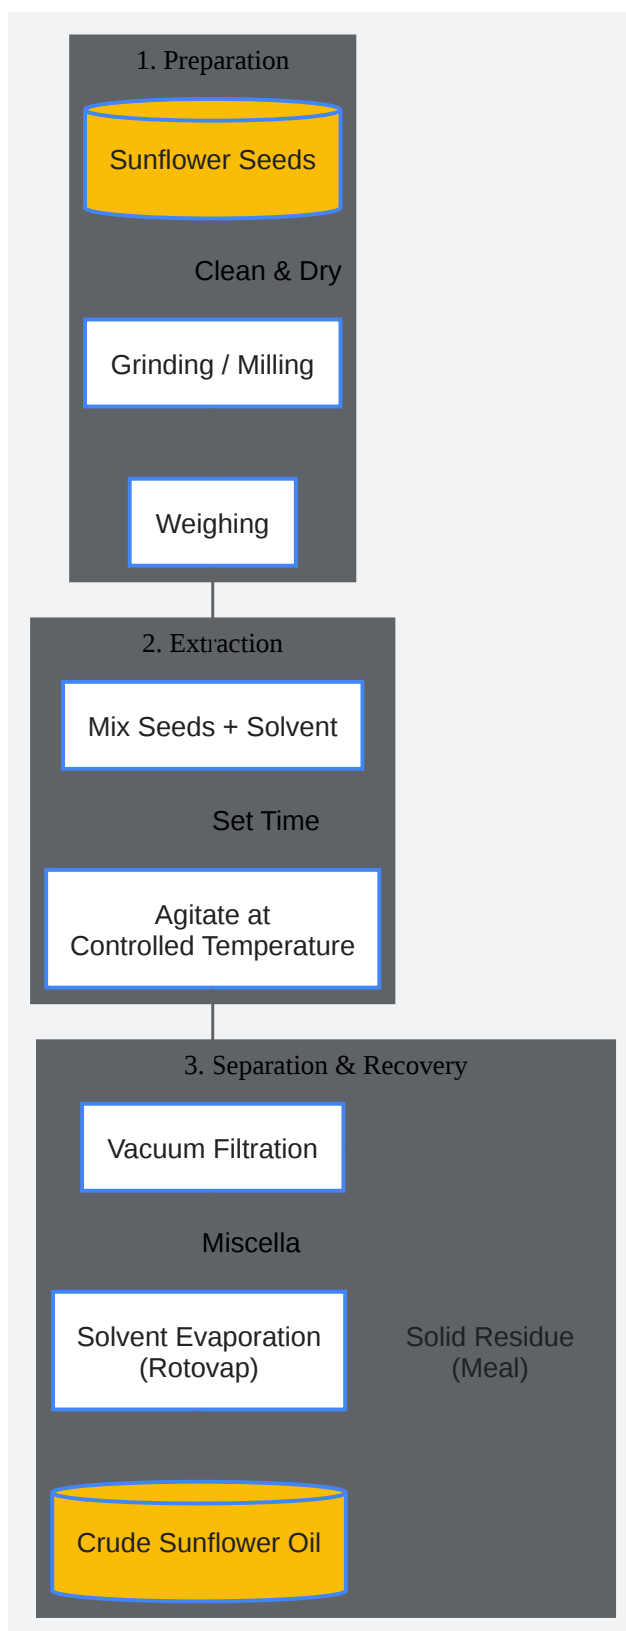 1. Preparation
Sunflower Seeds
Clean & Dry
Grinding / Milling
Weighing
2. Extraction
Mix Seeds + Solvent
Set Time
Agitate at
Controlled Temperature
3. Separation & Recovery
Vacuum Filtration
Miscella
Solvent Evaporation
(Rotovap)
Solid Residue
(Meal)
Crude Sunflower Oil